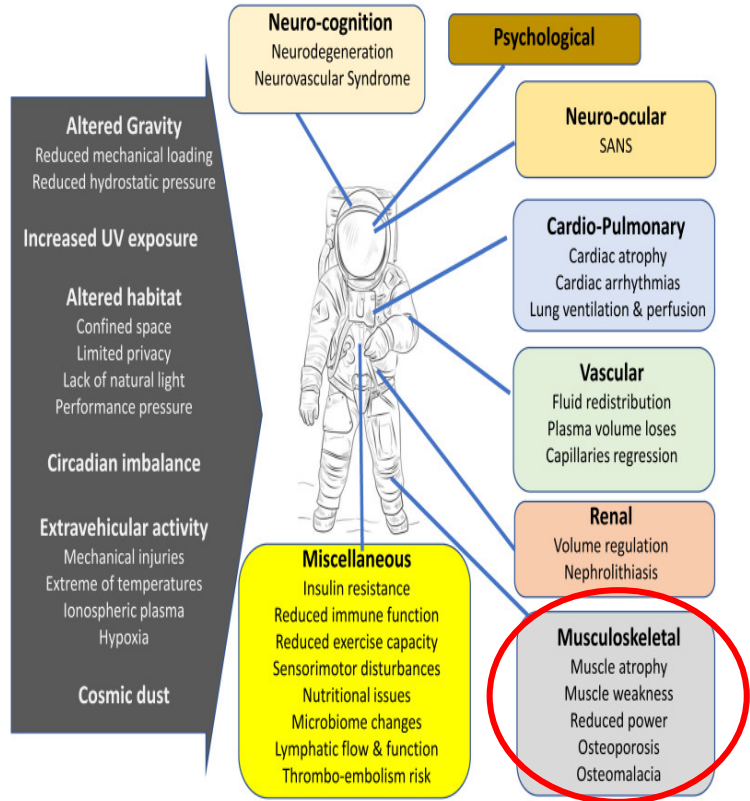 Altered Gravity
Reduced mechanical loading
Reduced hydrostatic pressure
Increased UV exposure
Altered habitat
Confined space
Limited privacy
Lack of natural light
Performance pressure
Circadian imbalance
Extravehicular activity
Mechanical injuries
Extreme of temperatures
Ionospheric plasma
Hypoxia
Cosmic dust
Neuro-cognition
Neurodegeneration
Neurovascular Syndrome
Psychological
Neuro-ocular
SANS
Cardio-Pulmonary
Cardiac atrophy
Cardiac arrhythmias
Lung ventilation & perfusion
Vascular
Fluid redistribution
Plasma volume loses
Capillaries regression
Renal
Volume regulation
Nephrolithiasis
Miscellaneous
Insulin resistance
Reduced immune function
Reduced exercise capacity
Sensorimotor disturbances
Nutritional issues
Microbiome changes
Lymphatic flow & function
Thrombo-embolism risk
Musculoskeletal
Muscle atrophy
Muscle weakness
Reduced power
Osteoporosis
Osteomalacia